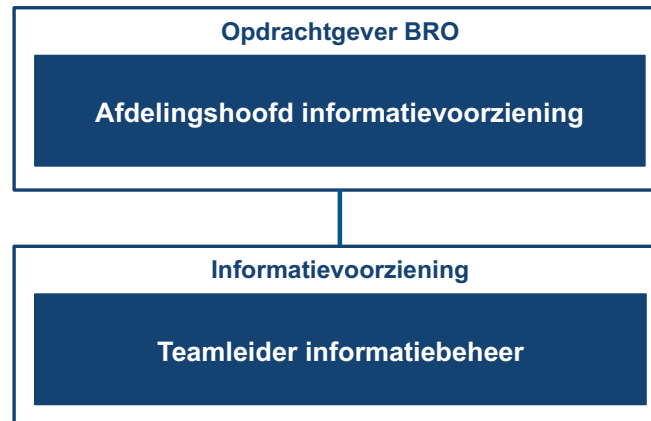 Opdrachtgever BRO
Afdelingshoofd informatievoorziening
Informatievoorziening
Teamleider informatiebeheer